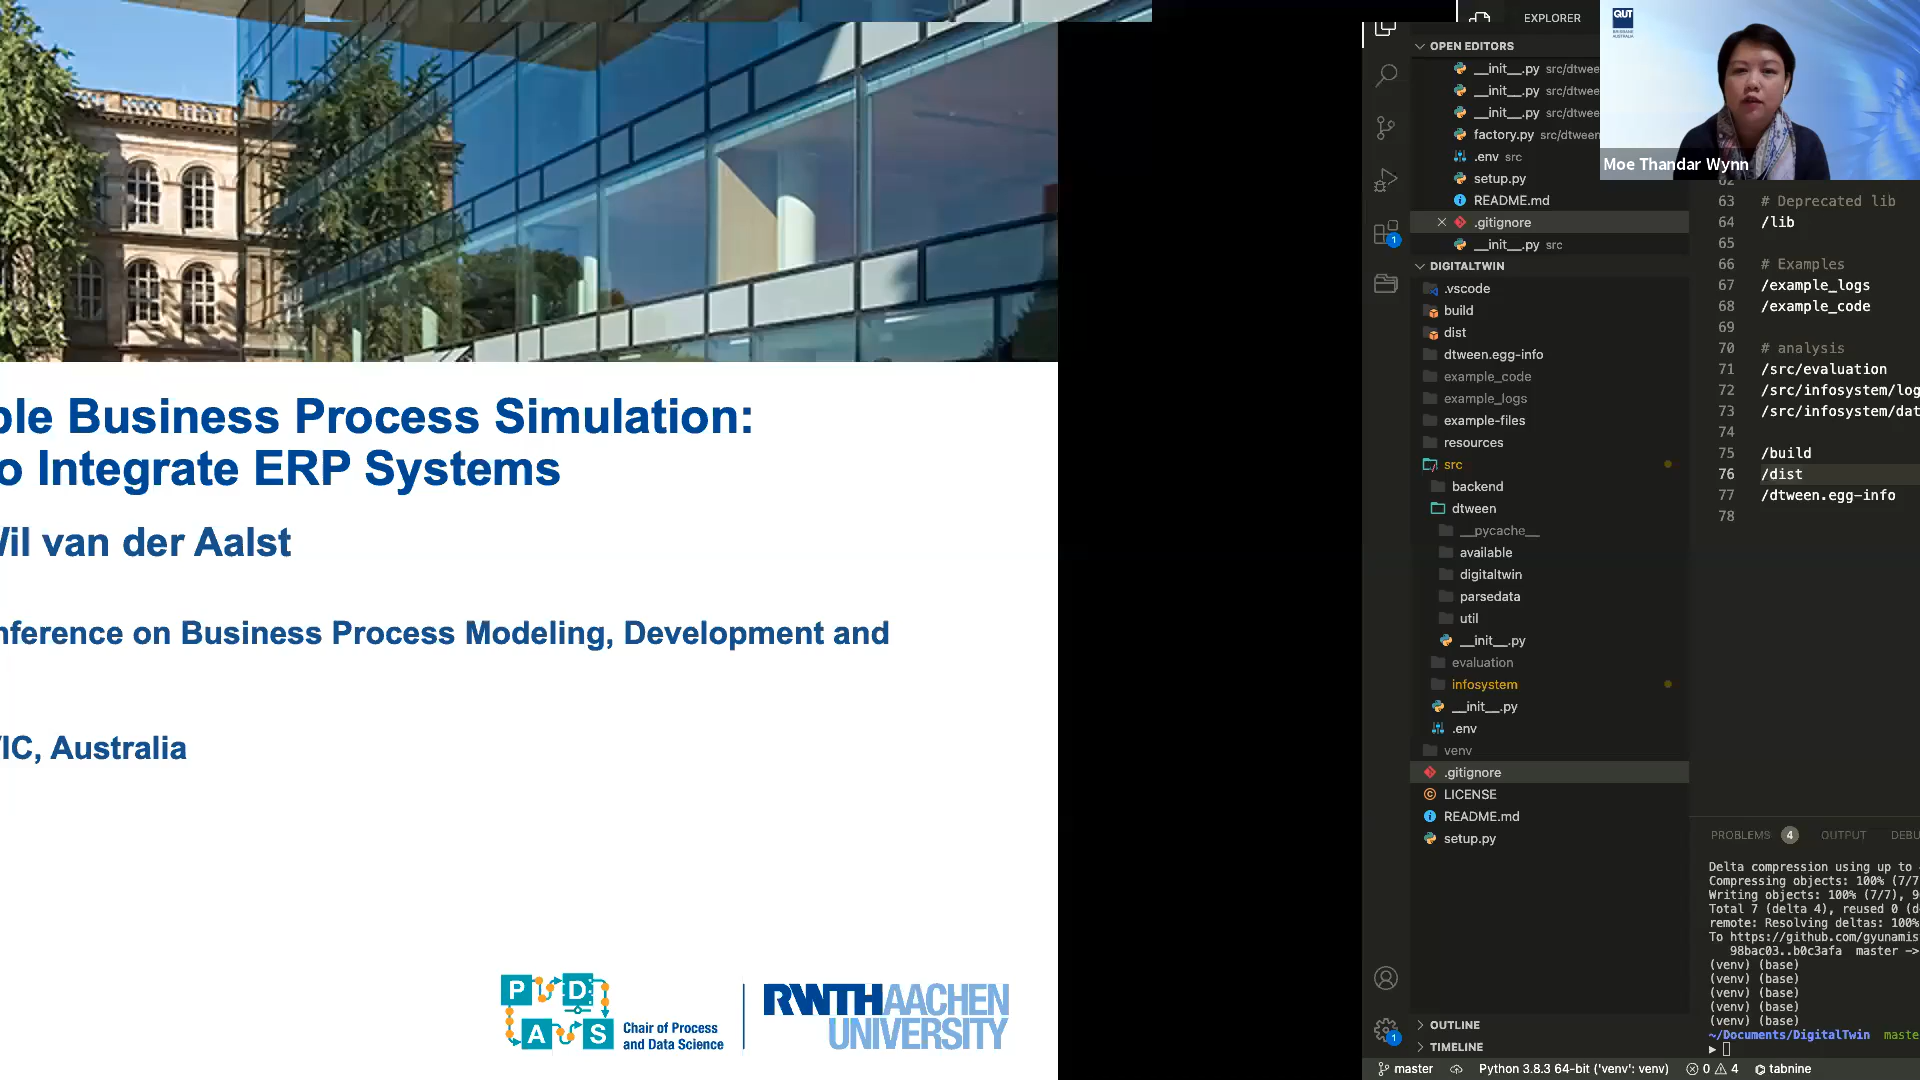 ble Business Process Simulation:
o Integrate ERP Systems
Wil van der Aalst
nference on Business Process Modeling, Development and
VIC, Australia
P D
A S
Chair of Process
and Data Science
RWTHAACHEN
UNIVERSITY
EXPLORER
OPEN EDITORS
__init__.py src/dtwee
__init__.py src/dtwee
__init__.py src/dtwee
factory.py src/dtween
.env src
setup.py
README.md
.gitignore
__init__.py src
DIGITALTWIN
.vscode
build
dist
dtween.egg-info
example_code
example_logs
example-files
resources
src
backend
dtween
__pycache__
available
digitaltwin
parsedata
util
__init__.py
evaluation
infosystem
__init__.py
.env
venv
.gitignore
LICENSE
README.md
setup.py
OUTLINE
TIMELINE
1
1
QUT
Moe Thandar Wynn
62
63 # Deprecated lib
64 /lib
65
66 # Examples
67 /example_logs
68 /example_code
69
70 # analysis
71 /src/evaluation
72 /src/infosystem/log
73 /src/infosystem/dat
74
75 /build
76 /dist
77 /dtween.egg-info
78
PROBLEMS 4 OUTPUT DEBU
Delta compression using up to
Compressing objects: 100% (7/7
Writing objects: 100% (7/7), 9
Total 7 (delta 4), reused 0 (d
remote: Resolving deltas: 100%
To https://github.com/gyunamis
98bac03..b0c3afa master ->
(venv) (base)
(venv) (base)
(venv) (base)
(venv) (base)
(venv) (base)
~/Documents/DigitalTwin maste
master Python 3.8.3 64-bit ('venv': venv) 0 4 tabnine